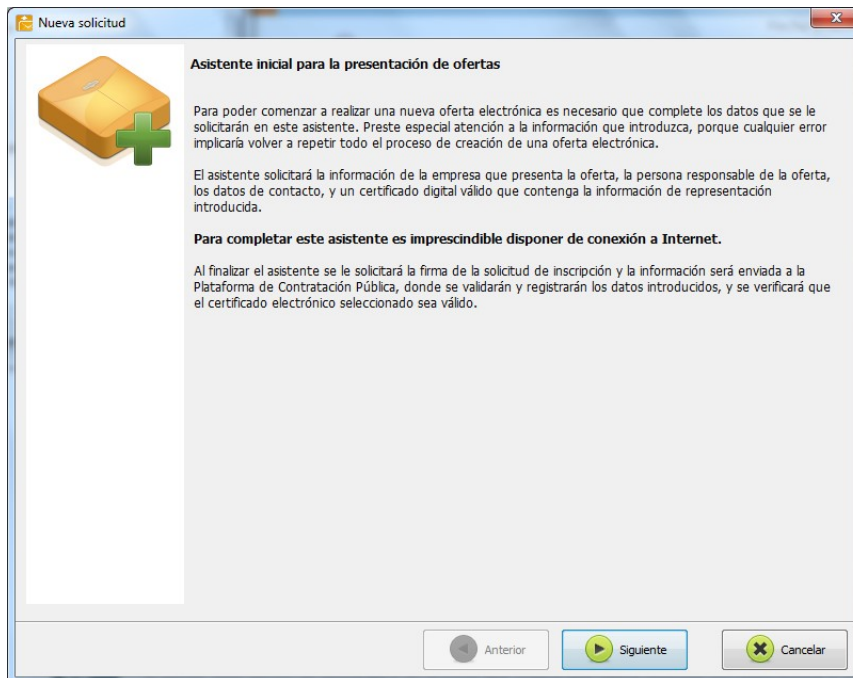 Nueva solicitud
Asistente inicial para la presentación de ofertas
Para poder comenzar a realizar una nueva oferta electrónica es necesario que complete los datos que se le
solicitarán en este asistente. Preste especial atención a la información que introduzca, porque cualquier error
implicaría volver a repetir todo el proceso de creación de una oferta electrónica.
El asistente solicitará la información de la empresa que presenta la oferta, la persona responsable de la oferta,
los datos de contacto, y un certificado digital válido que contenga la información de representación
introducida.
Para completar este asistente es imprescindible disponer de conexión a Internet.
Al finalizar el asistente se le solicitará la firma de la solicitud de inscripción y la información será enviada a la
Plataforma de Contratación Pública, donde se validarán y registrarán los datos introducidos, y se verificará que
el certificado electrónico seleccionado sea válido.
Anterior Siguiente Cancelar